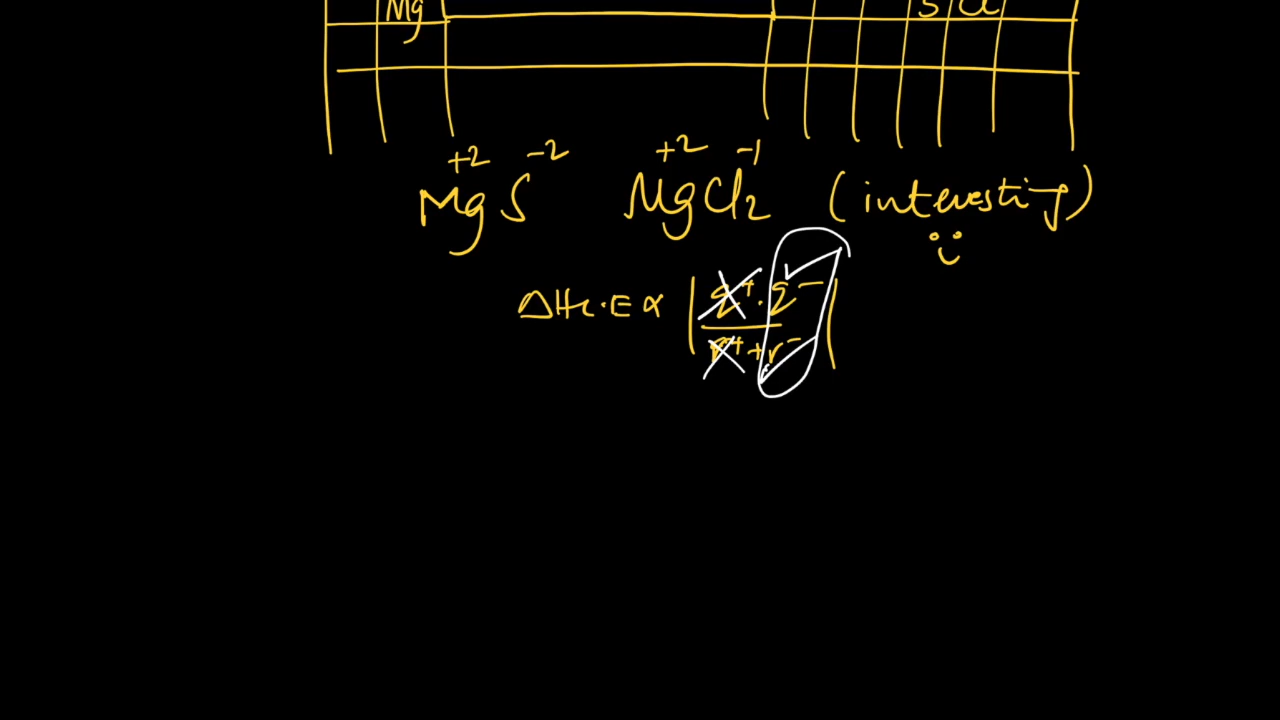 Mg S Cl
+2 -2 +2 -1
MgS MgCl2 (interesting)
ΔHL.E ∝ |q+ . q-
r+ + r-|